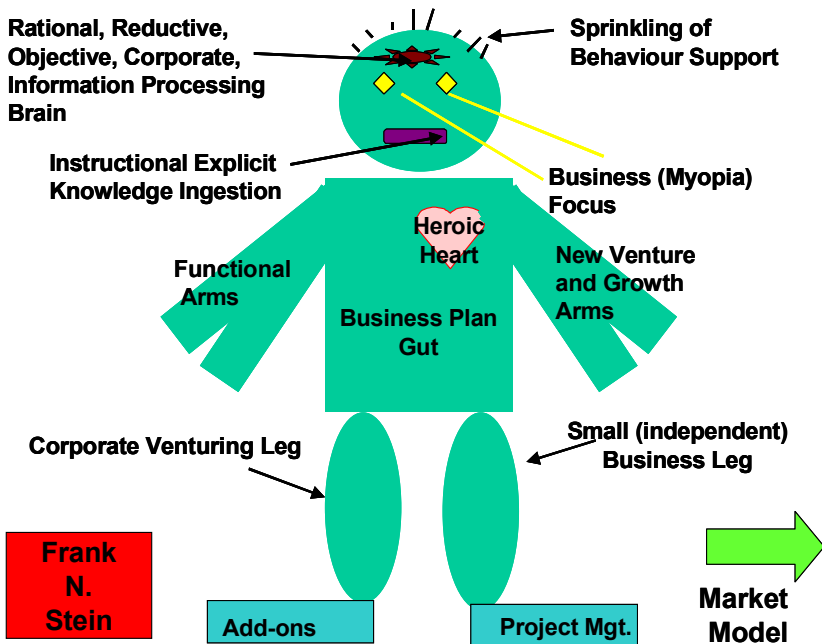 Rational, Reductive,
Objective, Corporate,
Information Processing
Brain
Sprinkling of
Behaviour Support
Instructional Explicit
Knowledge Ingestion
Business (Myopia)
Focus
Heroic
Heart
Functional
Arms
New Venture
and Growth
Arms
Business Plan
Gut
Corporate Venturing Leg
Small (independent)
Business Leg
Frank
N.
Stein
Add-ons
Project Mgt.
Market
Model